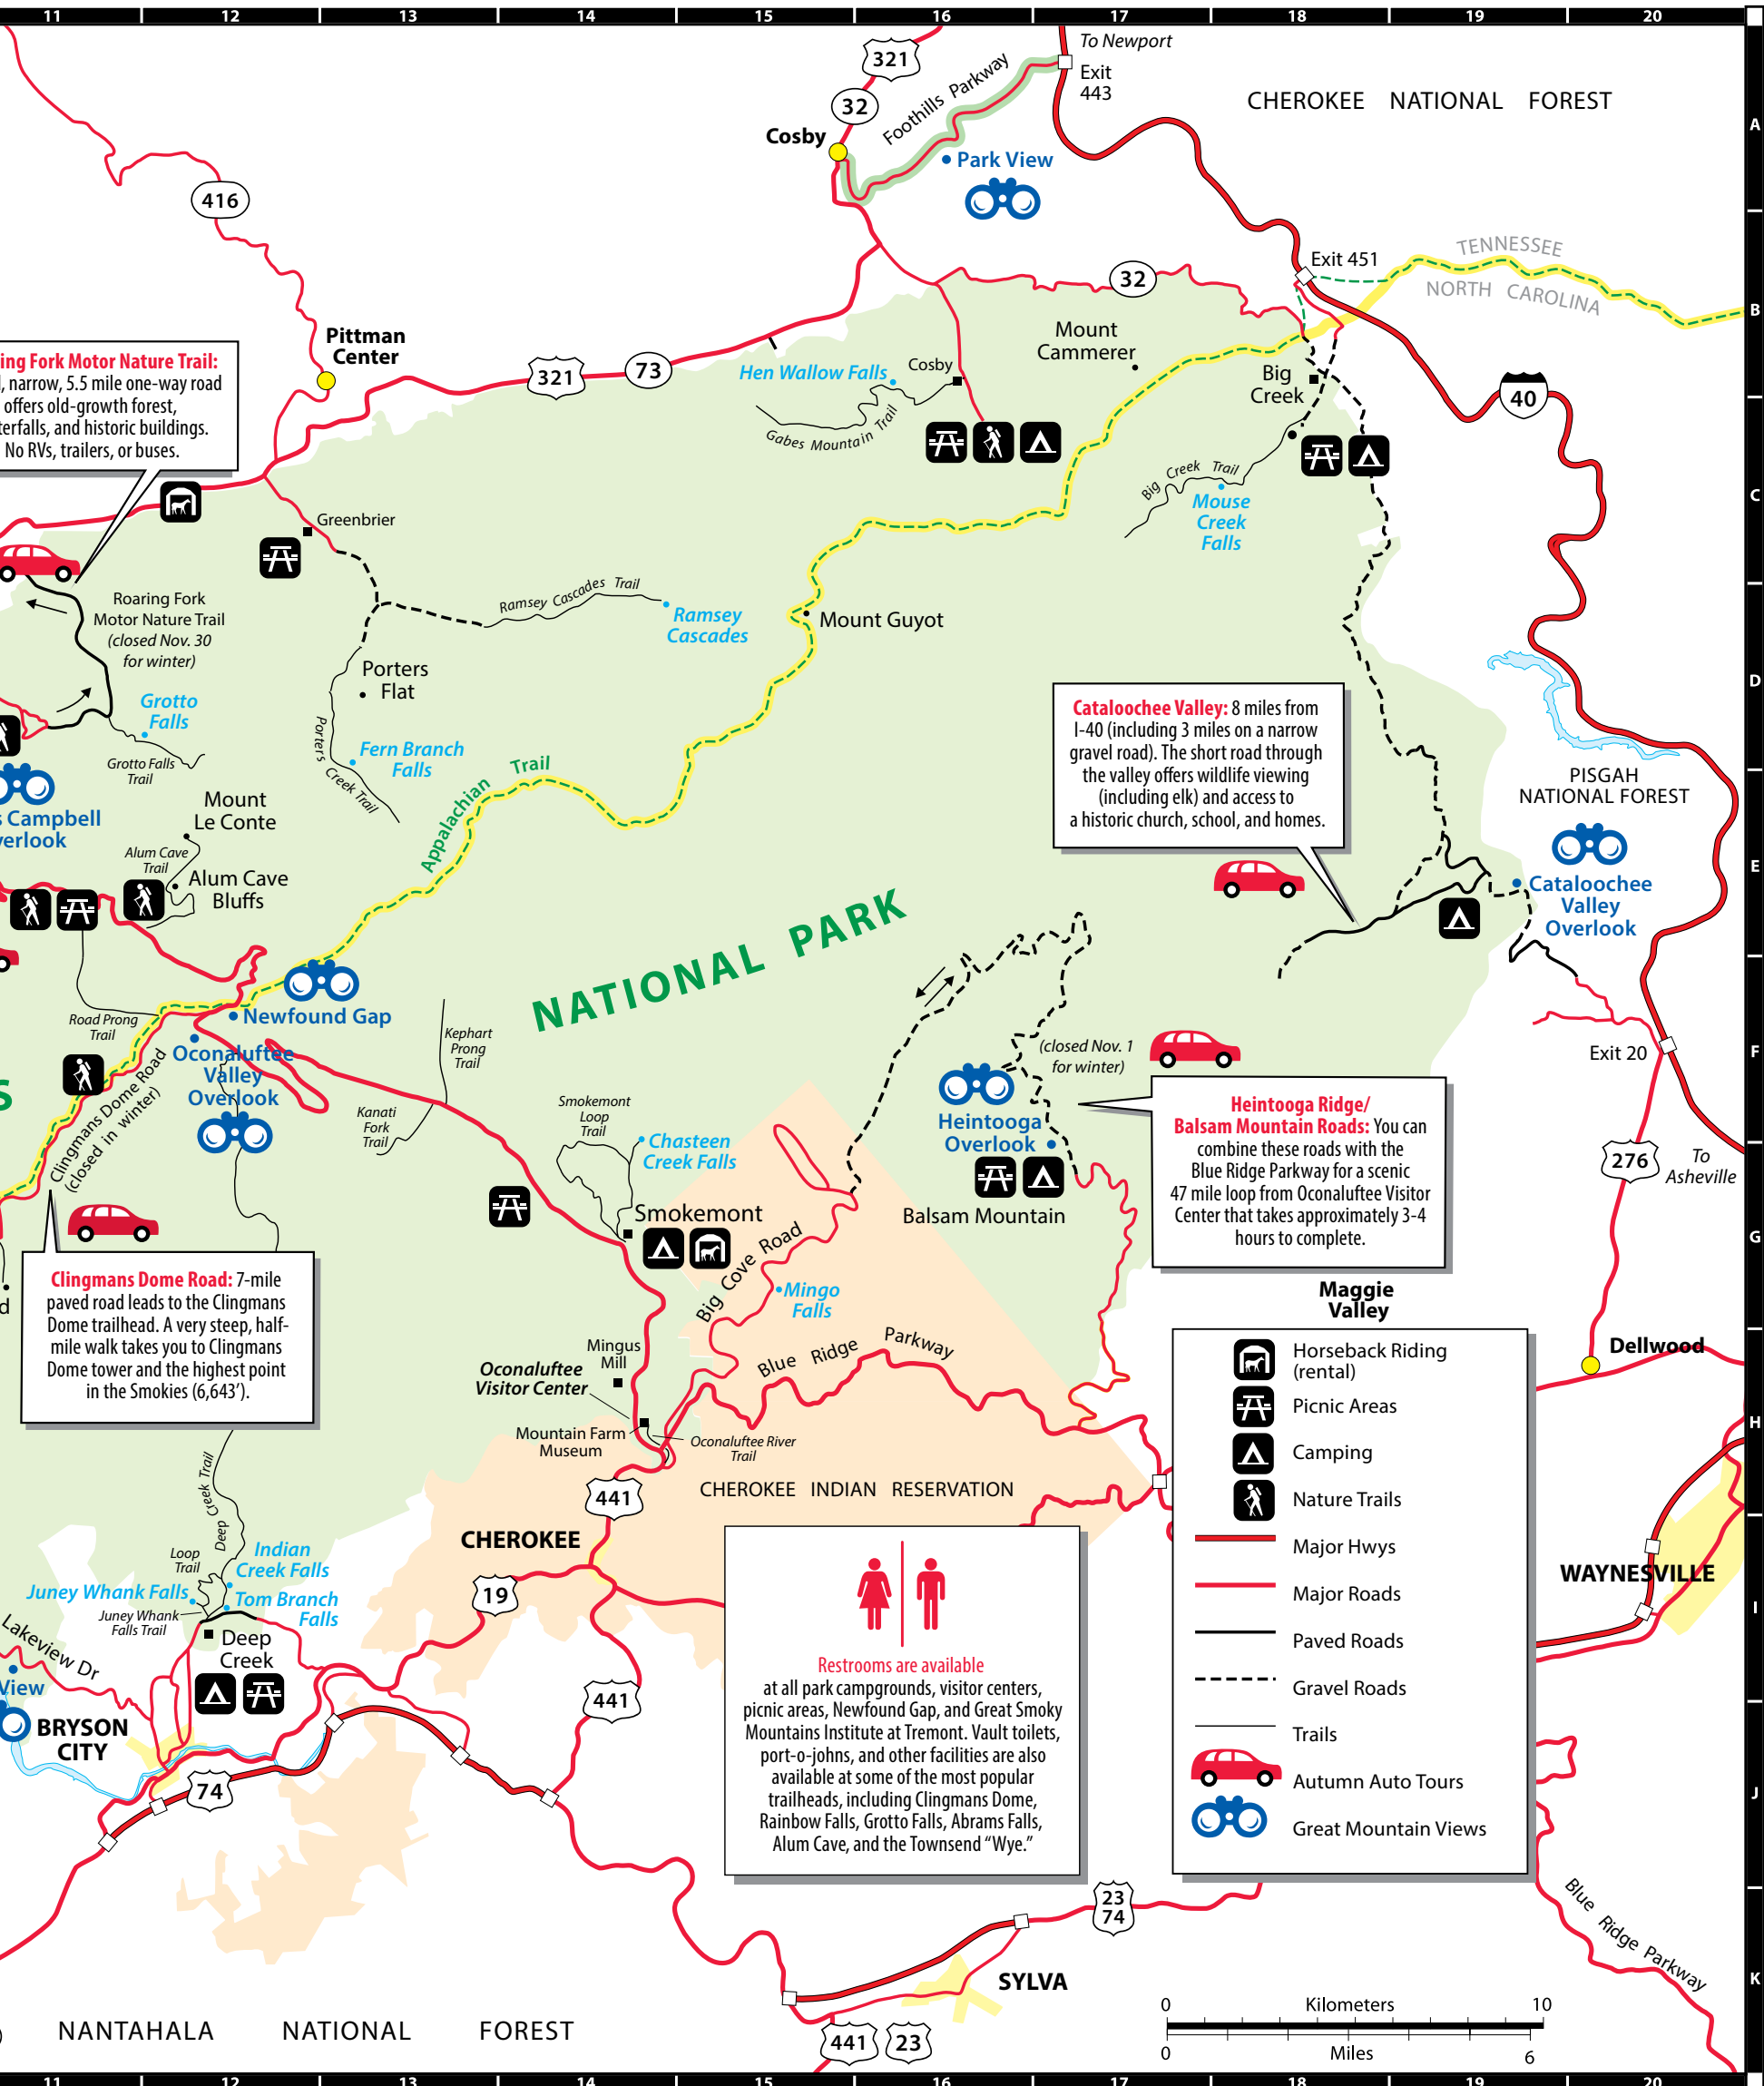 11 12 13 14 15 16 17 18 19 20
To Newport
321
Exit
443
Foothills Parkway
CHEROKEE NATIONAL FOREST
32
A
Cosby
Park View
416
TENNESSEE
Exit 451
32
NORTH CAROLINA
B
Mount
Cammerer
Pittman
Center
ing Fork Motor Nature Trail:
, narrow, 5.5 mile one-way road
offers old-growth forest,
terfalls, and historic buildings.
No RVs, trailers, or buses.
321
73
Hen Wallow Falls
Cosby
Big
Creek
40
Gabes Mountain Trail
Big Creek Trail
C
Mouse
Creek
Falls
Greenbrier
Ramsey Cascades Trail
Roaring Fork
Motor Nature Trail
(closed Nov. 30
for winter)
Ramsey
Cascades
Mount Guyot
Porters
Flat
D
Grotto
Falls
Cataloochee Valley: 8 miles from
I-40 (including 3 miles on a narrow
gravel road). The short road through
the valley offers wildlife viewing
(including elk) and access to
a historic church, school, and homes.
Porters Creek Trail
Fern Branch
Falls
Grotto Falls
Trail
Appalachian Trail
PISGAH
NATIONAL FOREST
Mount
Le Conte
s Campbell
verlook
Alum Cave
Trail
E
Alum Cave
Bluffs
Cataloochee
Valley
Overlook
NATIONAL PARK
Newfound Gap
Road Prong
Trail
Kephart
Prong
Trail
(closed Nov. 1
for winter)
Exit 20
F
Oconaluftee
Valley
Overlook
S
Clingmans Dome Road
(closed in winter)
Kanati
Fork
Trail
Smokemont
Loop
Trail
Heintooga
Overlook
Heintooga Ridge/
Balsam Mountain Roads: You can
combine these roads with the
Blue Ridge Parkway for a scenic
47 mile loop from Oconaluftee Visitor
Center that takes approximately 3-4
hours to complete.
Chasteen
Creek Falls
276
To
Asheville
Smokemont
Balsam Mountain
G
Big Cove Road
Clingmans Dome Road: 7-mile
paved road leads to the Clingmans
Dome trailhead. A very steep, half-
mile walk takes you to Clingmans
Dome tower and the highest point
in the Smokies (6,643').
d
Mingo
Falls
Maggie
Valley
Dellwood
Mingus
Mill
Blue Ridge Parkway
Oconaluftee
Visitor Center
Horseback Riding
(rental)
Picnic Areas
Camping
Nature Trails
Major Hwys
Major Roads
Paved Roads
Gravel Roads
Trails
Autumn Auto Tours
Great Mountain Views
H
Mountain Farm
Museum
Oconaluftee River
Trail
Deep Creek Trail
441
CHEROKEE INDIAN RESERVATION
CHEROKEE
Loop
Trail
Indian
Creek Falls
WAYNESVILLE
Juney Whank Falls
19
Tom Branch
Falls
Juney Whank
Falls Trail
I
Lakeview Dr
Deep
Creek
Restrooms are available
at all park campgrounds, visitor centers,
picnic areas, Newfound Gap, and Great Smoky
Mountains Institute at Tremont. Vault toilets,
port-o-johns, and other facilities are also
available at some of the most popular
trailheads, including Clingmans Dome,
Rainbow Falls, Grotto Falls, Abrams Falls,
Alum Cave, and the Townsend “Wye.”
View
441
BRYSON
CITY
74
J
23
74
Blue Ridge Parkway
SYLVA
K
0 Kilometers 10
0 Miles 6
NANTAHALA NATIONAL FOREST
441
23
11 12 13 14 15 16 17 18 19 20